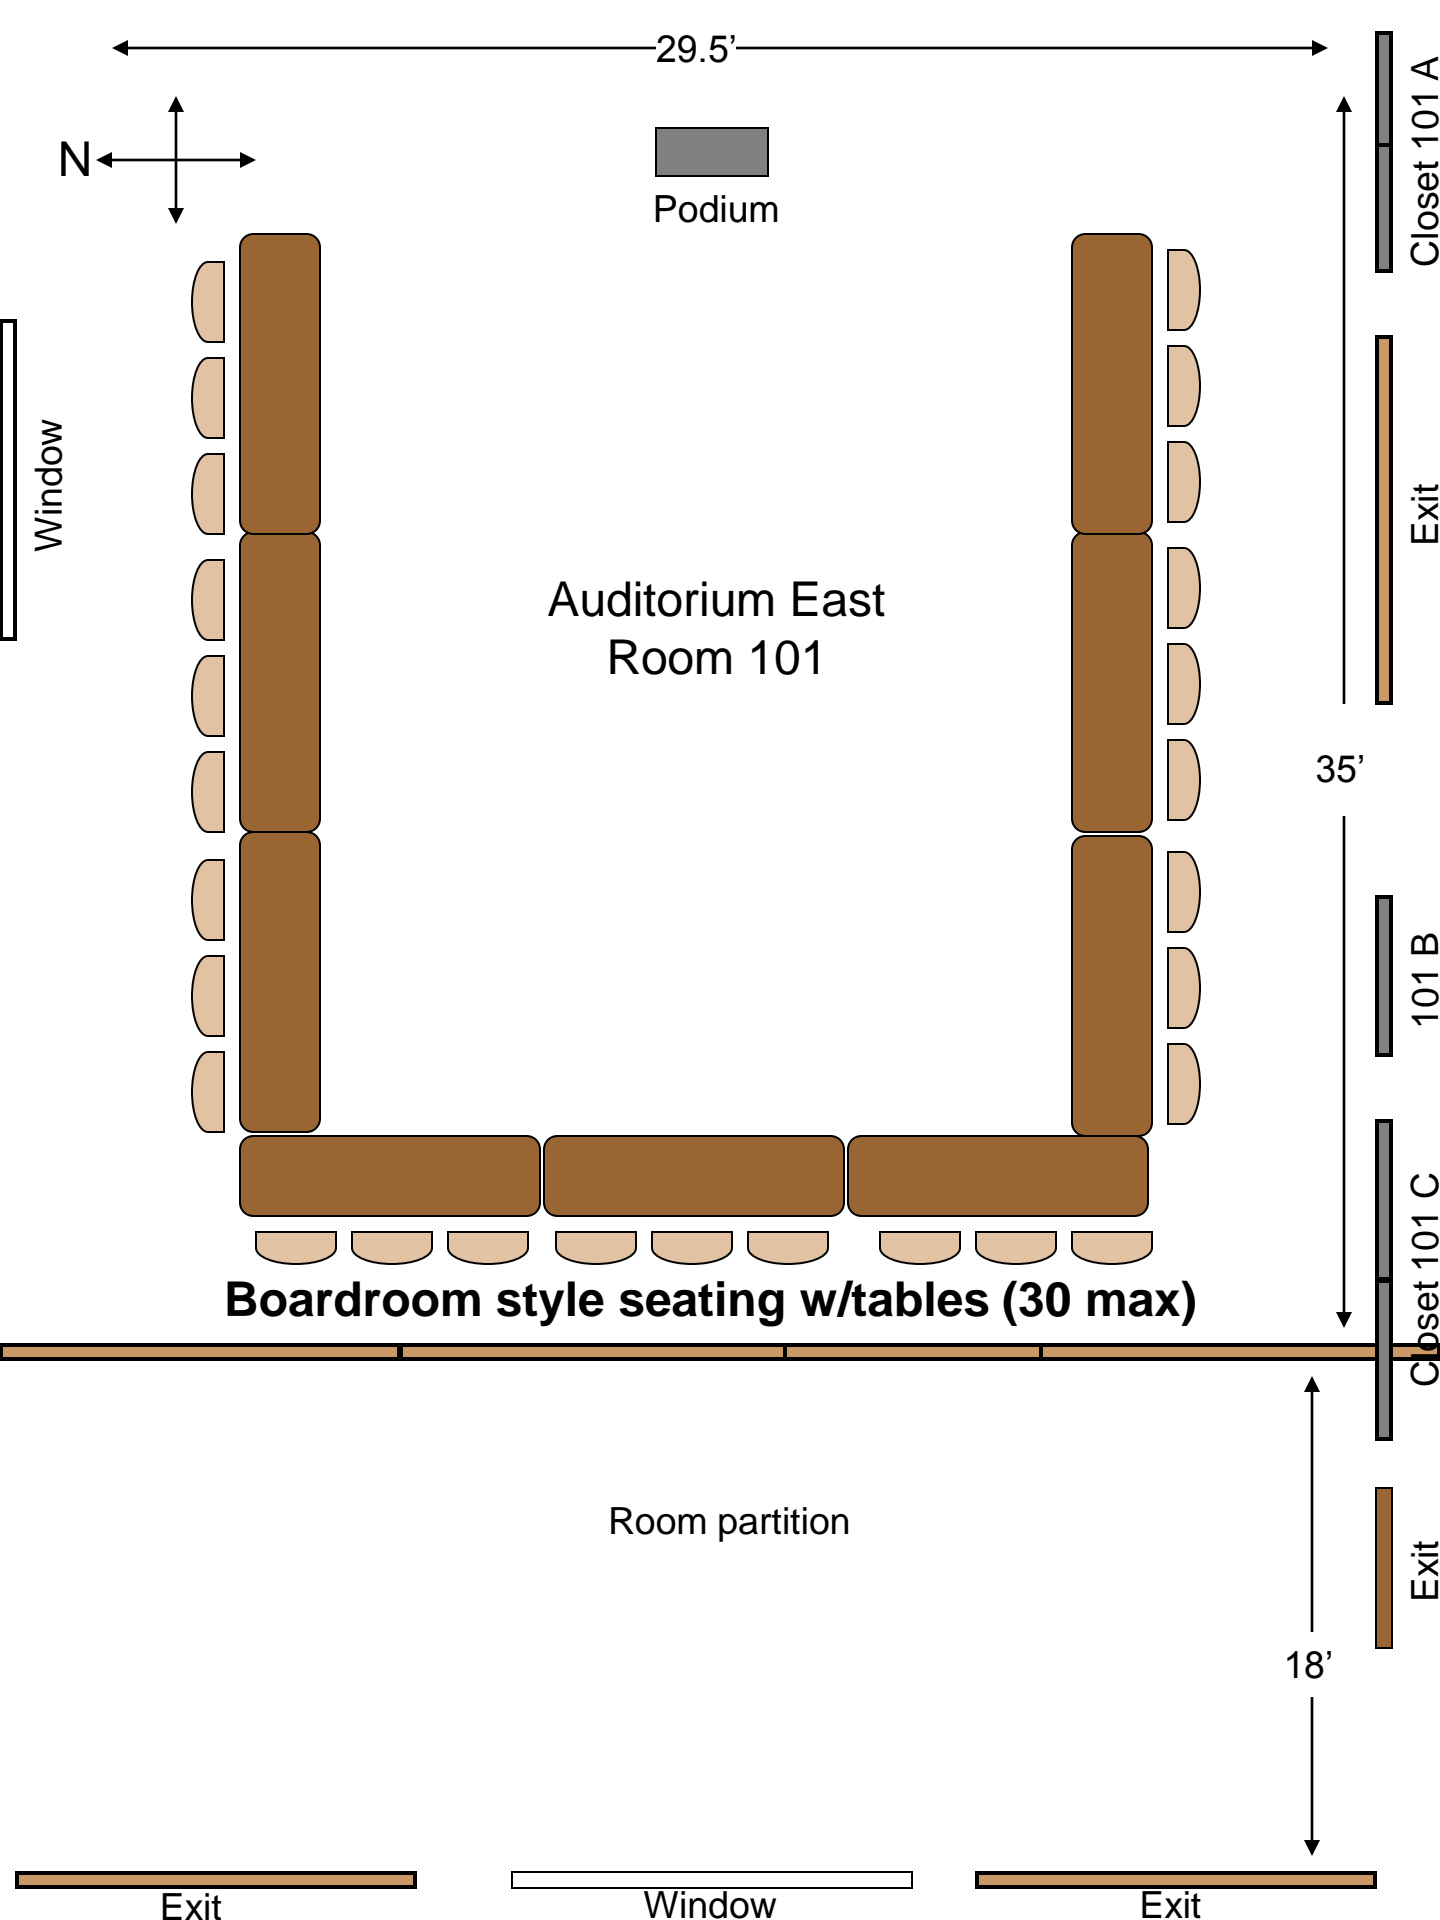 29.5’
N
Podium
Closet 101 A
Window
Exit
Auditorium East
Room 101
35’
101 B
Closet 101 C
Boardroom style seating w/tables (30 max)
Room partition
Exit
18’
Exit
Window
Exit